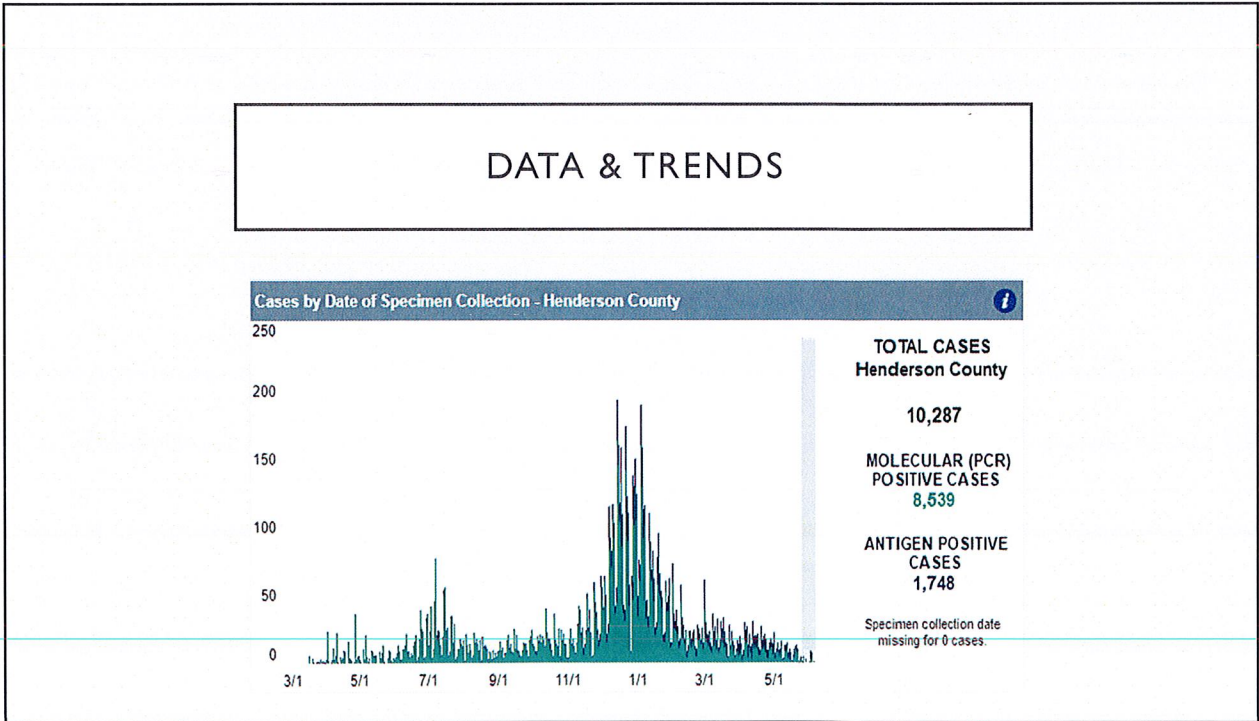 DATA & TRENDS
Cases by Date of Specimen Collection - Henderson County
i
250
200
150
100
50
0
3/1 5/1 7/1 9/1 11/1 1/1 3/1 5/1
TOTAL CASES
Henderson County
10,287
MOLECULAR (PCR)
POSITIVE CASES
8,539
ANTIGEN POSITIVE
CASES
1,748
Specimen collection date
missing for 0 cases.